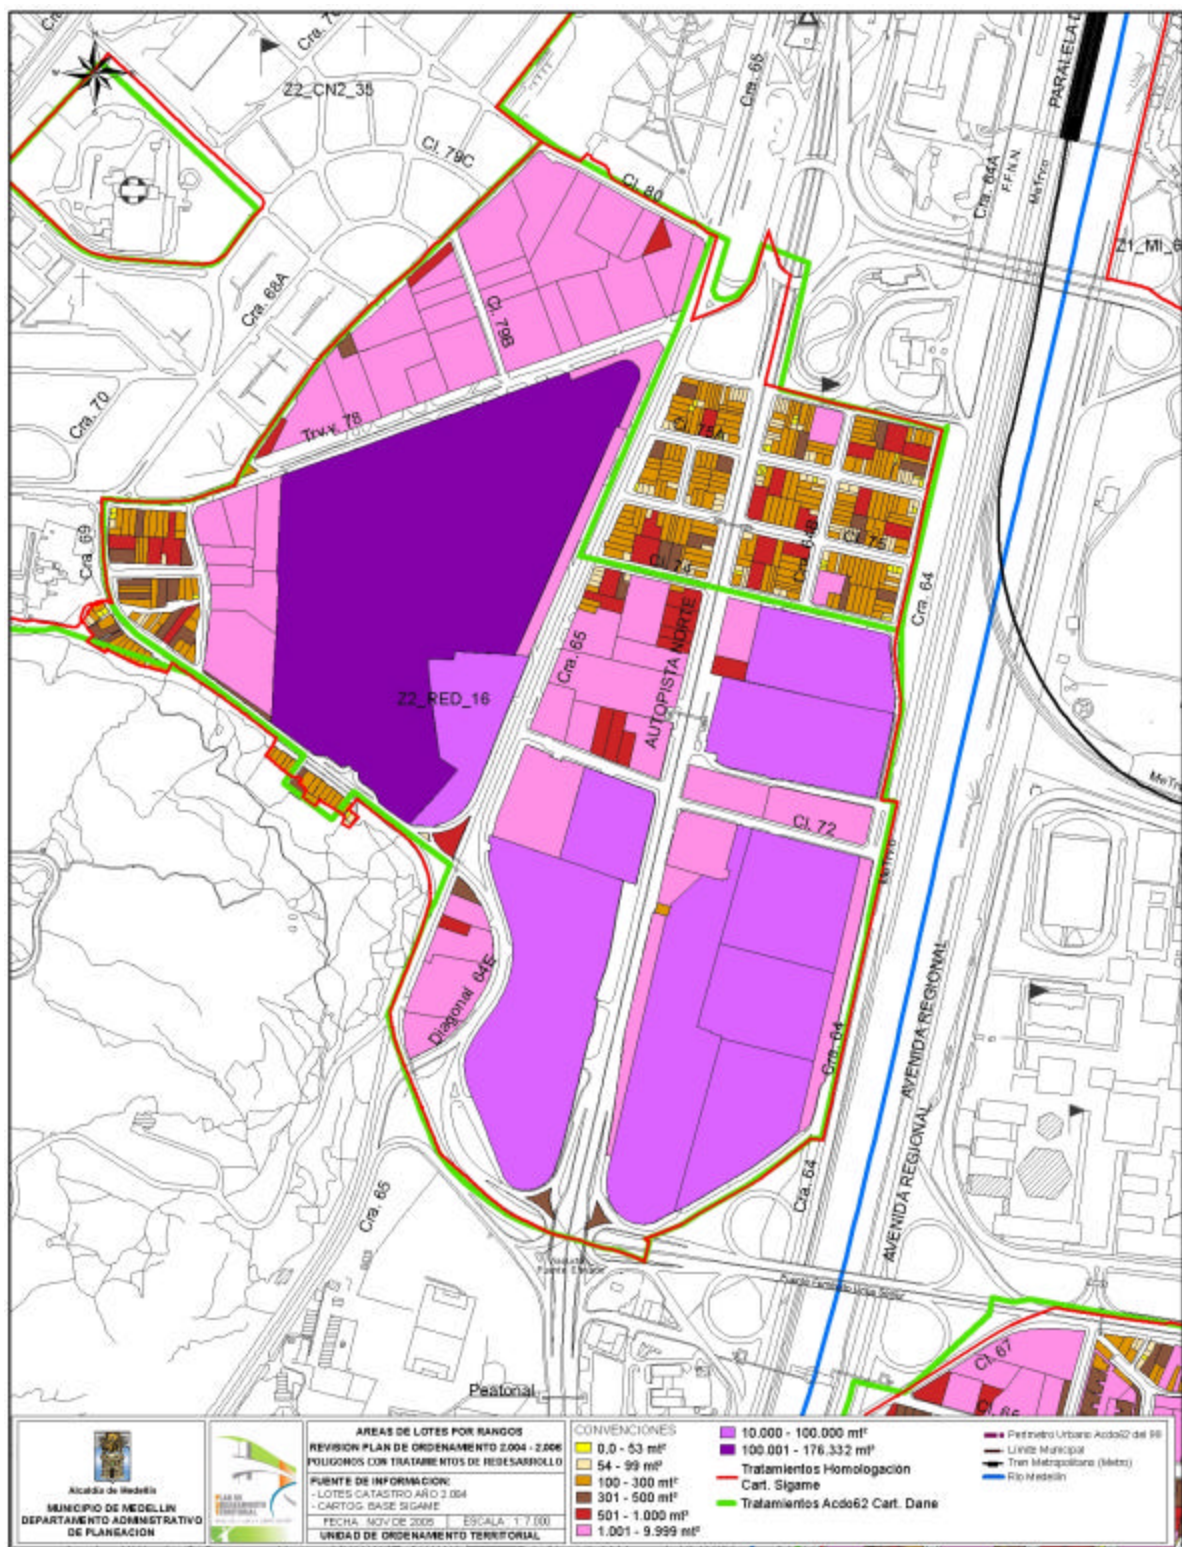 Cra. 70
Cra. 65
PARALELA
Z2_CN2_35
Cl. 79C
Cl. 80
Cra. 64A
F.F.N.N.
Metro
Z1_MI_6
Cra. 68A
Cl. 79B
Cra. 70
Trv.v. 78
Cl. 75A
Cra. 69
Cra. 64B
Cl. 75
Cl. 74
Cra. 64
Cra. 65
AUTOPISTA NORTE
Z2_RED_16
Cl. 72
Metro
AVENIDA REGIONAL
Diagonal 64E
Cra. 64
AVENIDA REGIONAL
Cra. 64
Cra. 65
Cl. 67
Peatonal
Alcaldía de Medellín
MUNICIPIO DE MEDELLIN
DEPARTAMENTO ADMINISTRATIVO
DE PLANEACION
PLAN DE
ORDENAMIENTO
TERRITORIAL
AREAS DE LOTES POR RANGOS
REVISION PLAN DE ORDENAMIENTO 2.004 - 2.006
POLIGONOS CON TRATAMIENTOS DE REDESARROLLO
FUENTE DE INFORMACION:
- LOTES CATASTRO AÑO 2.004
- CARTOG. BASE SIGAME
FECHA: NOV DE 2005
ESCALA: 1:7.000
UNIDAD DE ORDENAMIENTO TERRITORIAL
CONVENCIONES
0,0 - 53 mt²
54 - 99 mt²
100 - 300 mt²
301 - 500 mt²
501 - 1.000 mt²
1.001 - 9.999 mt²
10.000 - 100.000 mt²
100.001 - 176.332 mt²
Tratamientos Homologación
Cart. Sigame
Tratamientos Acdo62 Cart. Dane
Perímetro Urbano Acdo62 del 99
Límite Municipal
Tren Metropolitano (Metro)
Río Medellín